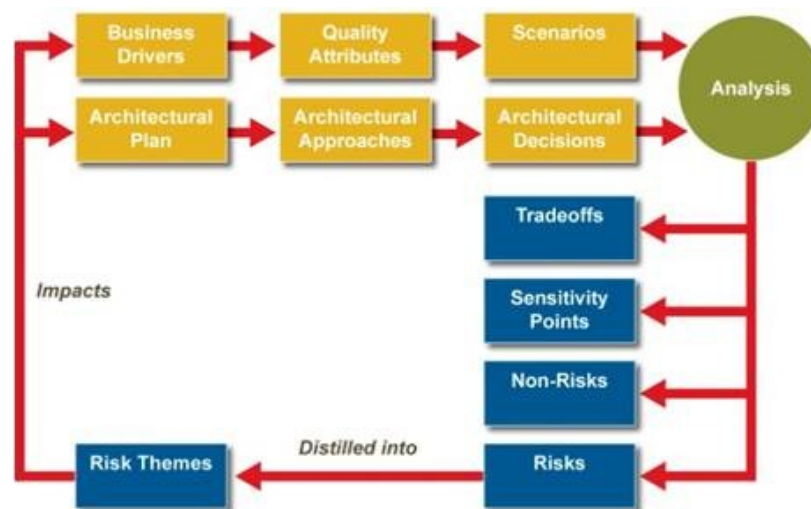 Business
Drivers
Quality
Attributes
Scenarios
Analysis
Architectural
Plan
Architectural
Approaches
Architectural
Decisions
Tradeoffs
Impacts
Sensitivity
Points
Non-Risks
Distilled into
Risk Themes
Risks